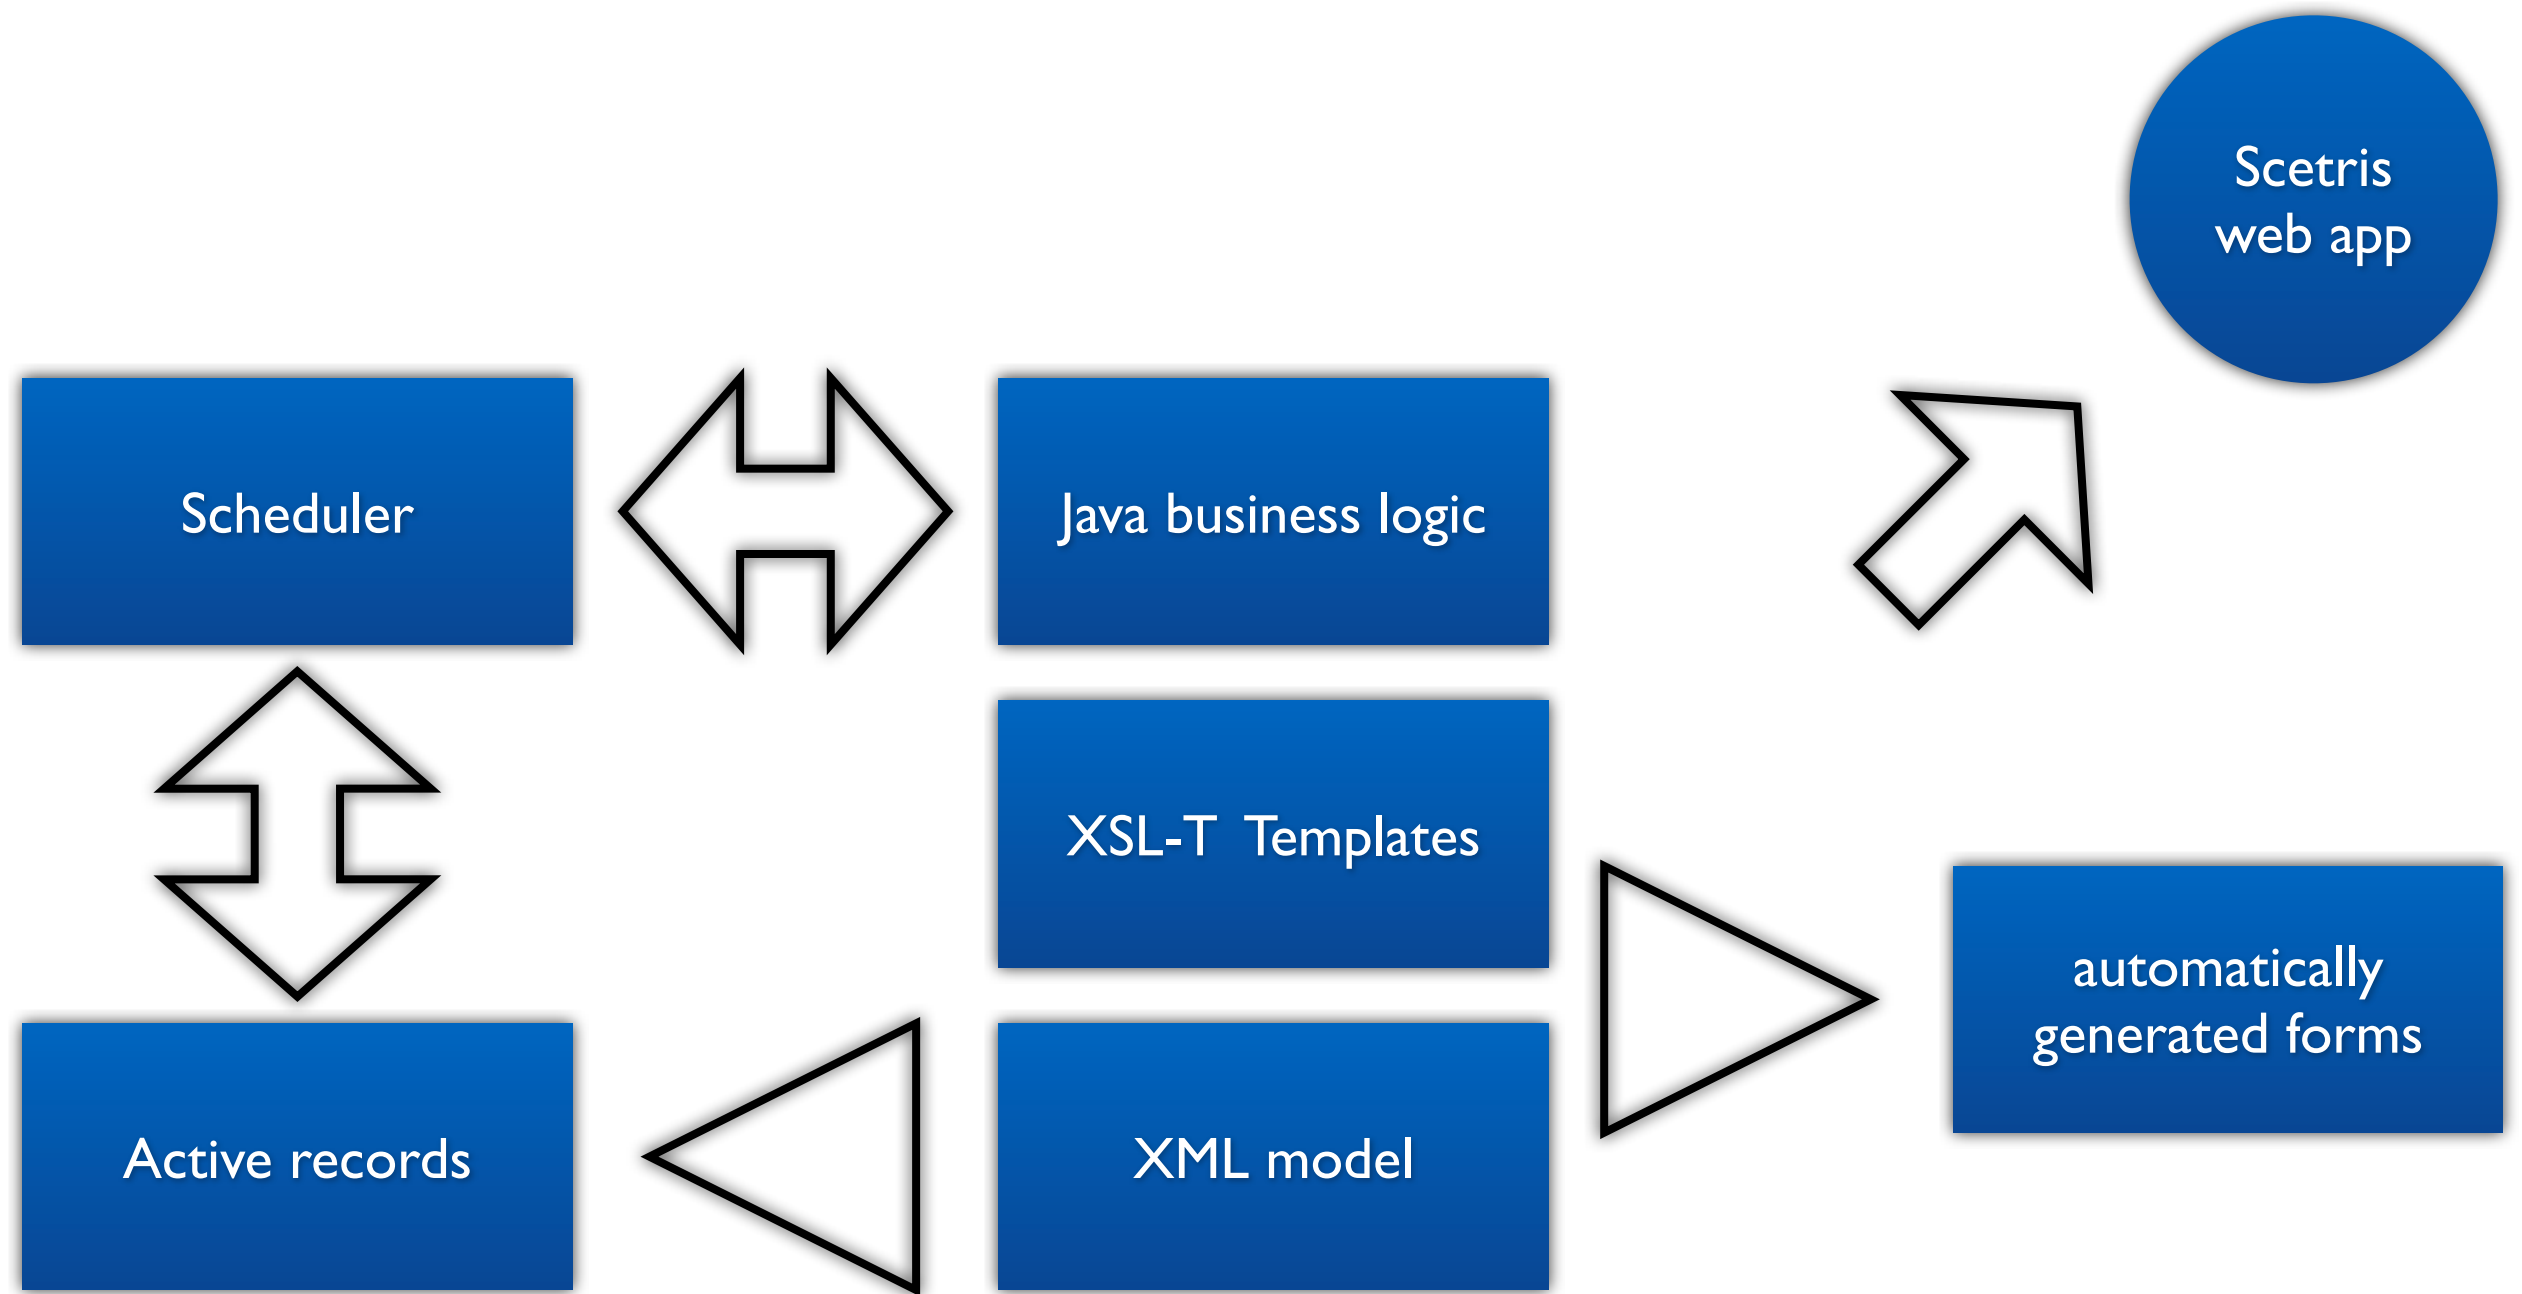 Scetris
web app
Scheduler
Java business logic
XSL-T Templates
automatically
generated forms
Active records
XML model